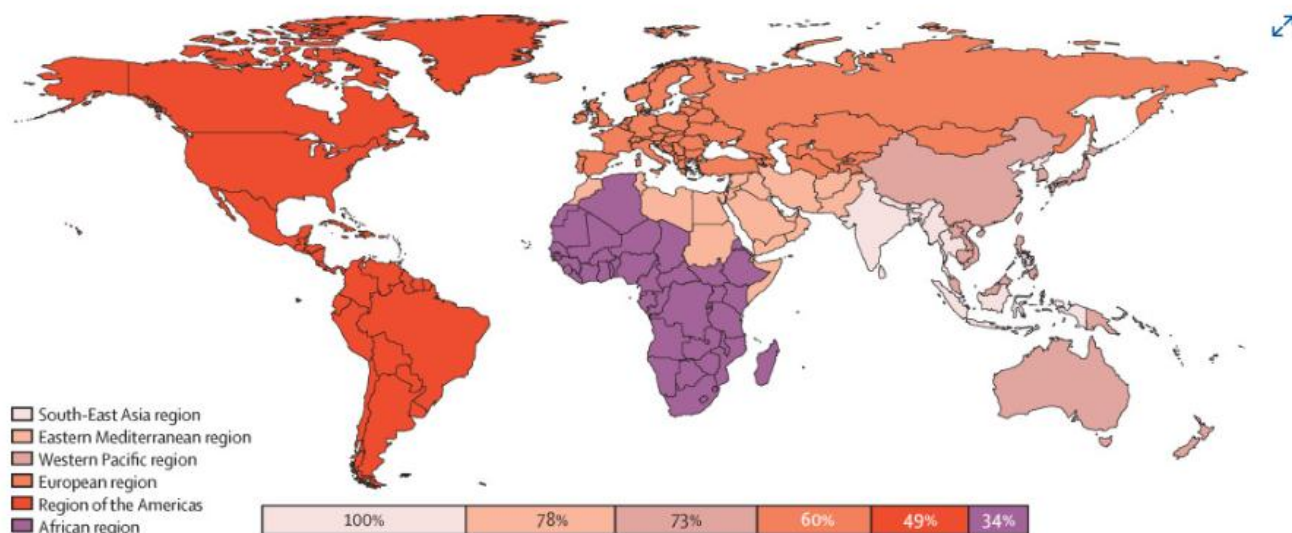 South-East Asia region
Eastern Mediterranean region
Western Pacific region
European region
Region of the Americas
African region
100% 78% 73% 60% 49% 34%